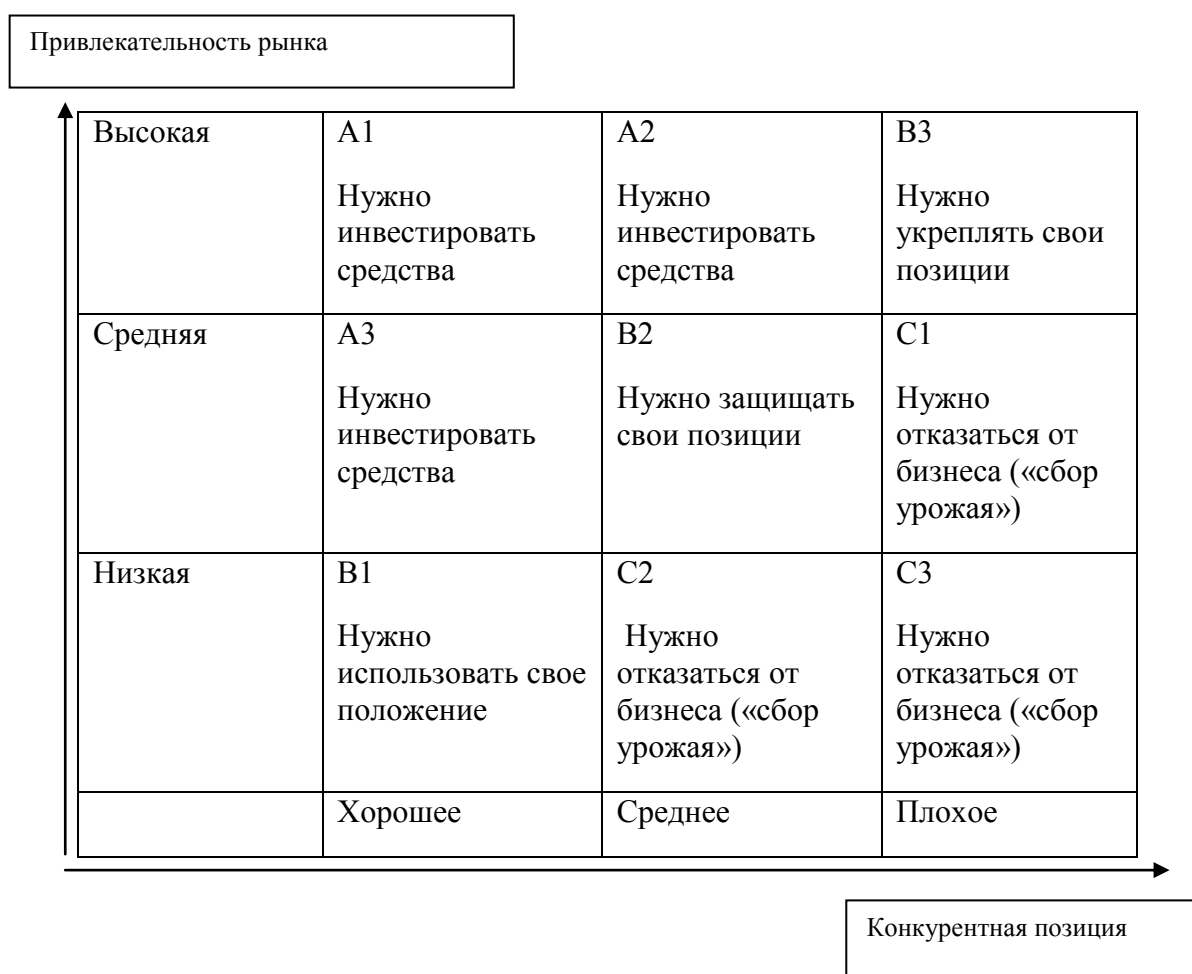 Привлекательность рынка
Высокая
A1
Нужно
инвестировать
средства
A2
Нужно
инвестировать
средства
B3
Нужно
укреплять свои
позиции
Средняя
A3
Нужно
инвестировать
средства
B2
Нужно защищать
свои позиции
C1
Нужно
отказаться от
бизнеса («сбор
урожая»)
Низкая
B1
Нужно
использовать свое
положение
C2
Нужно
отказаться от
бизнеса («сбор
урожая»)
C3
Нужно
отказаться от
бизнеса («сбор
урожая»)
Хорошее
Среднее
Плохое
Конкурентная позиция